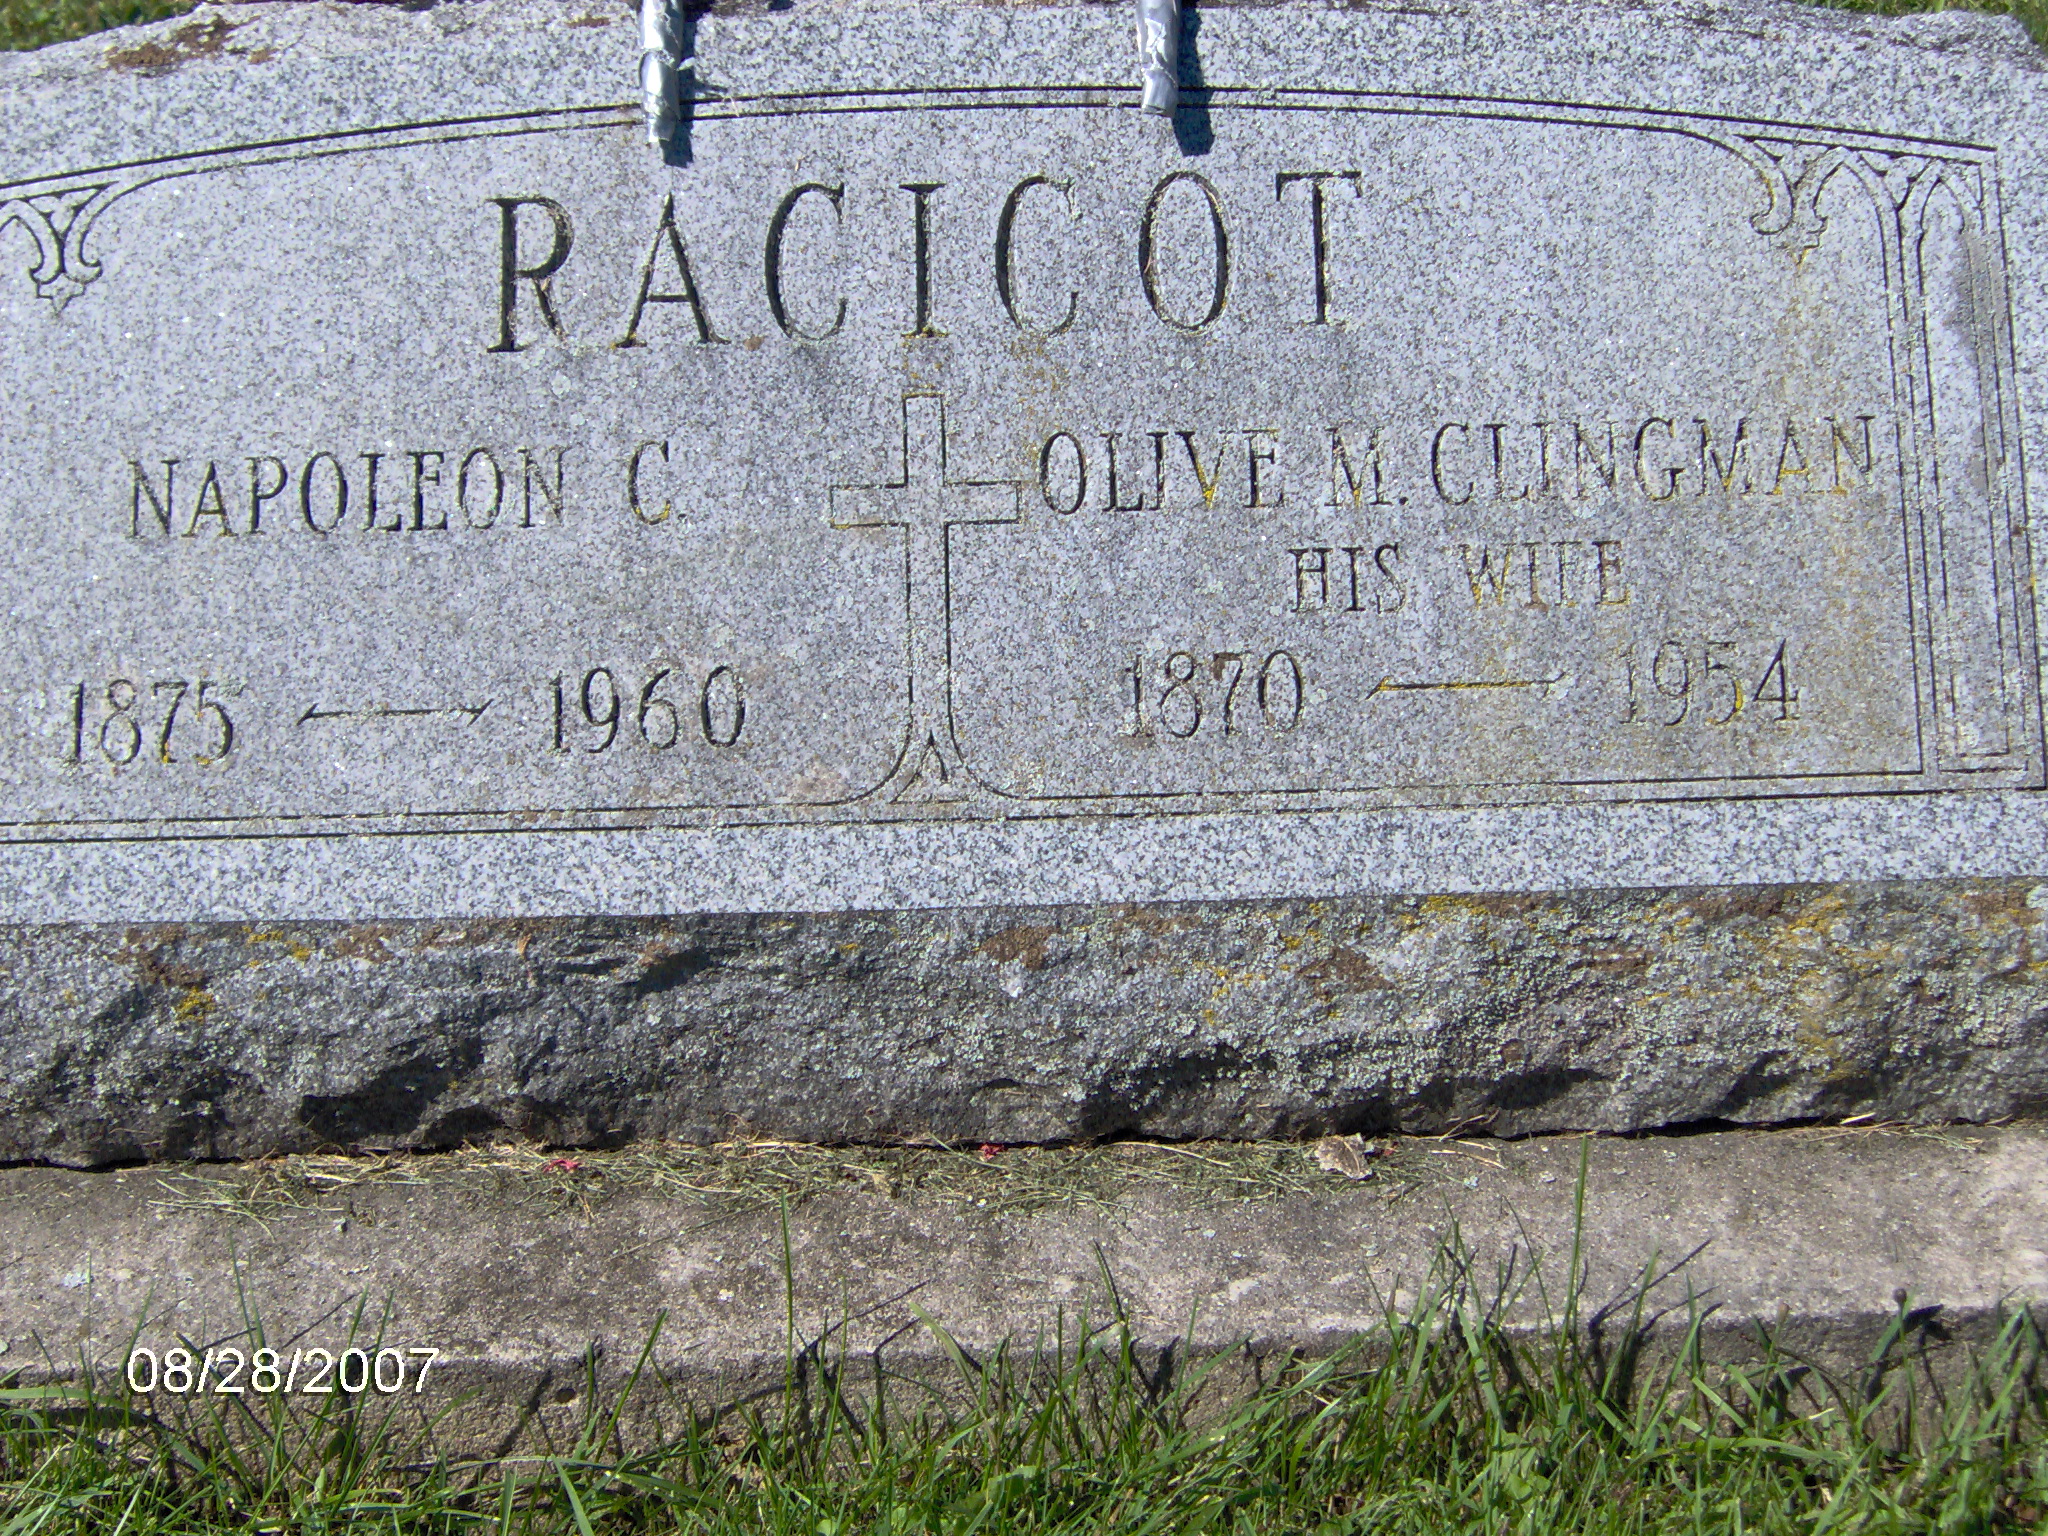 RACICOT
NAPOLEON C.
1875 — 1960
OLIVE M. CLINGMAN
HIS WIFE
1870 — 1954
08/28/2007